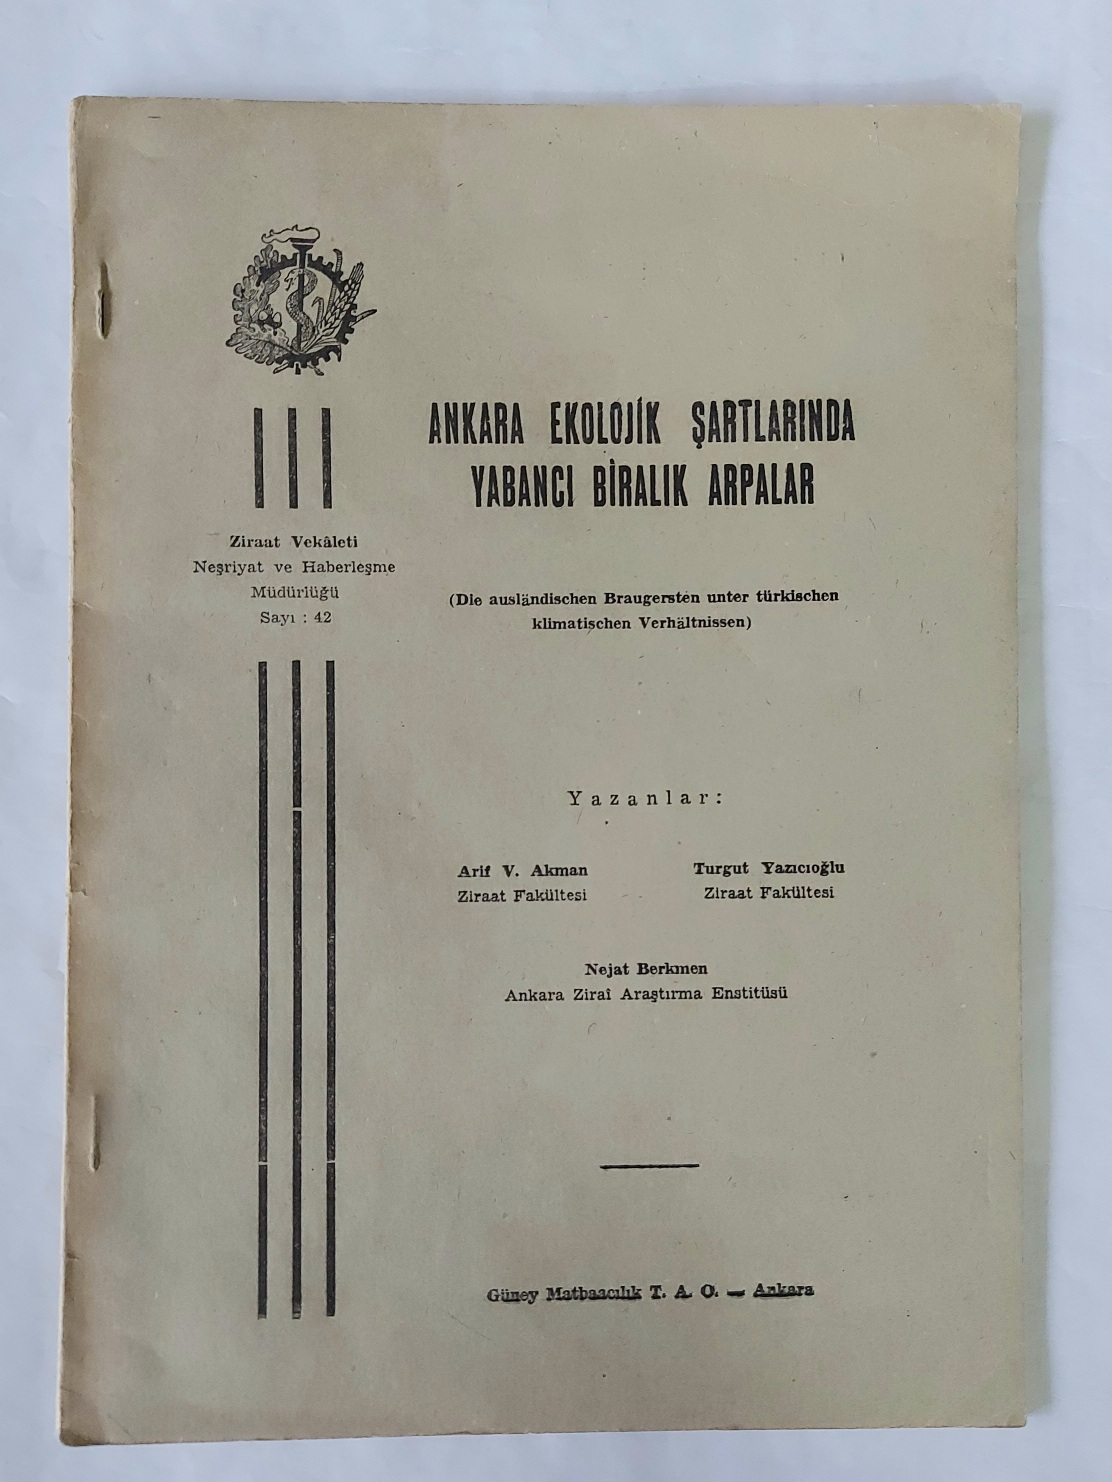 ANKARA EKOLOJİK ŞARTLARINDA
YABANCI BİRALIK ARPALAR
Ziraat Vekâleti
Neşriyat ve Haberleşme
Müdürlüğü
Sayı : 42
(Die ausländischen Braugersten unter türkischen
klimatischen Verhältnissen)
Yazanlar:
Arif V. Akman Turgut Yazıcıoğlu
Ziraat Fakültesi Ziraat Fakültesi
Nejat Berkmen
Ankara Ziraî Araştırma Enstitüsü
Güney Matbaacılık T. A. O. — Ankara